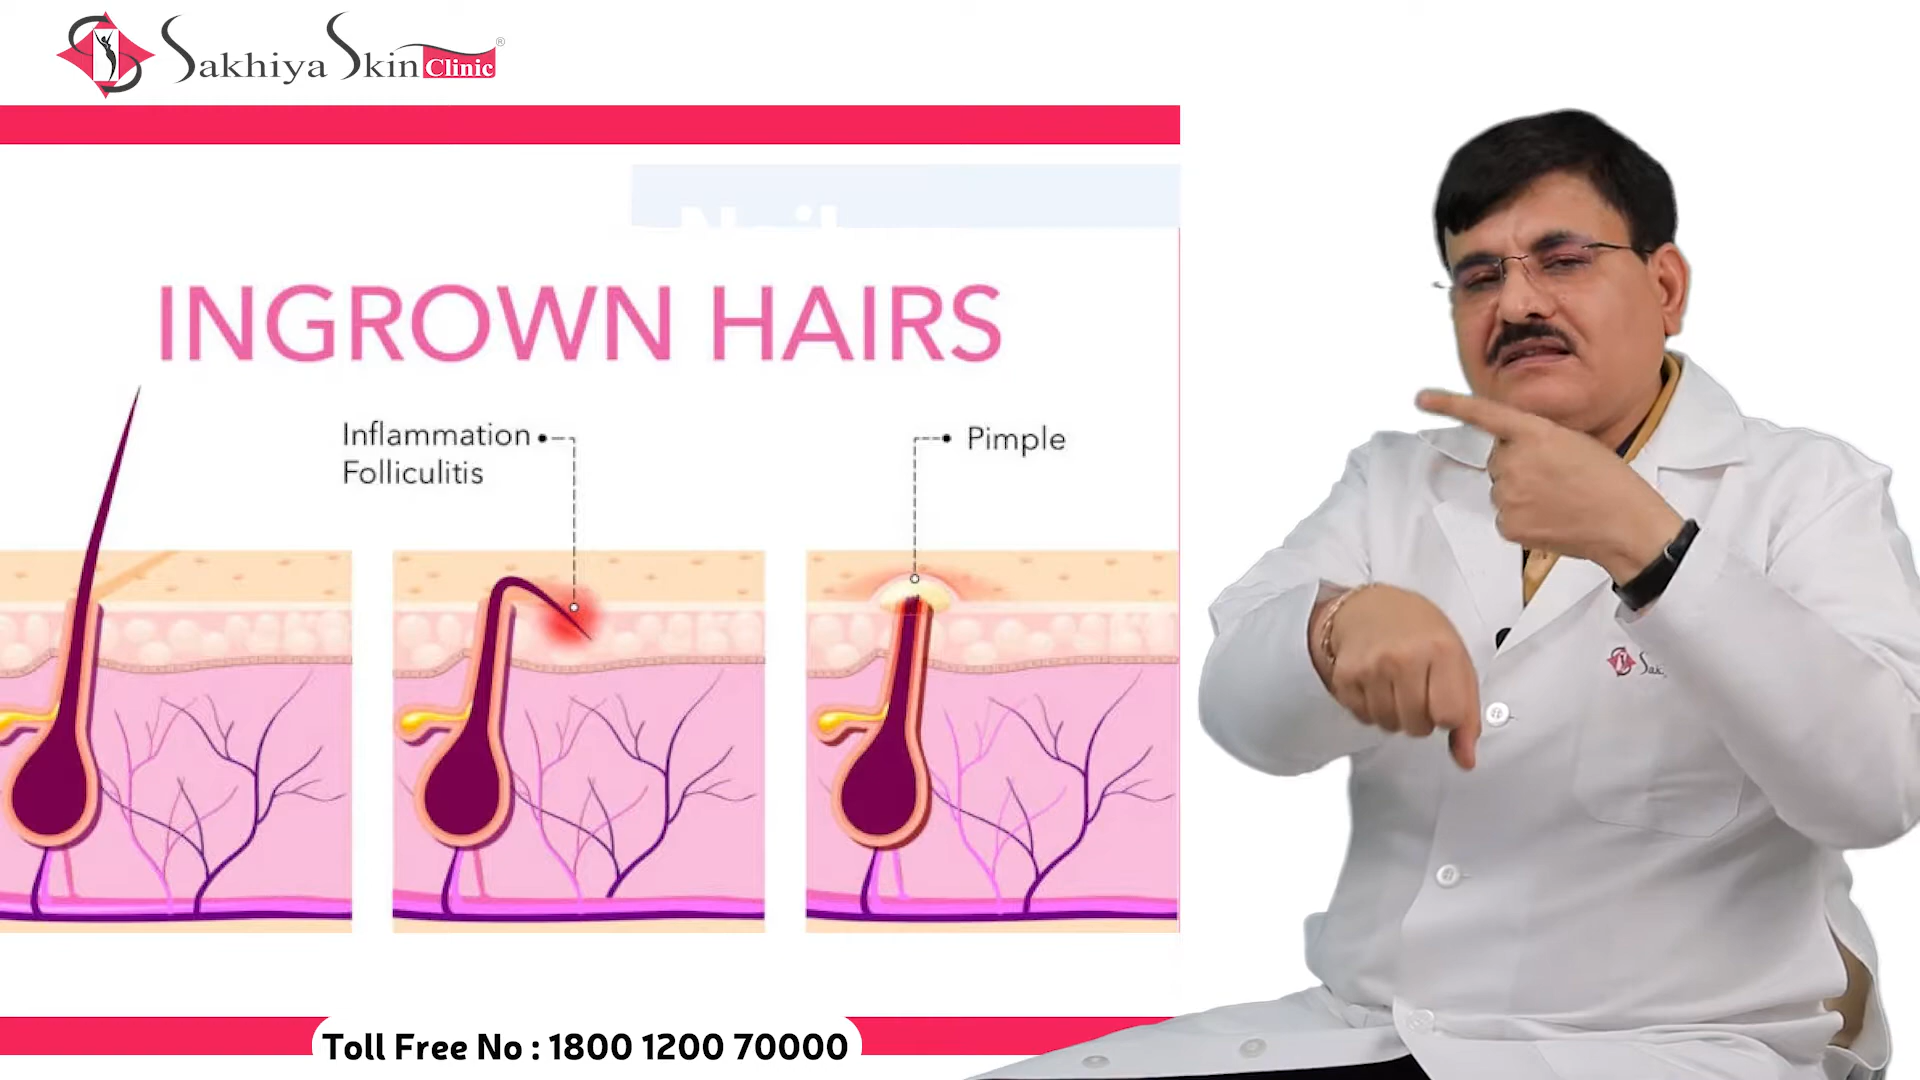 Sakhiya Skin Clinic ®
INGROWN HAIRS
Inflammation
Folliculitis
Pimple
Toll Free No : 1800 1200 70000